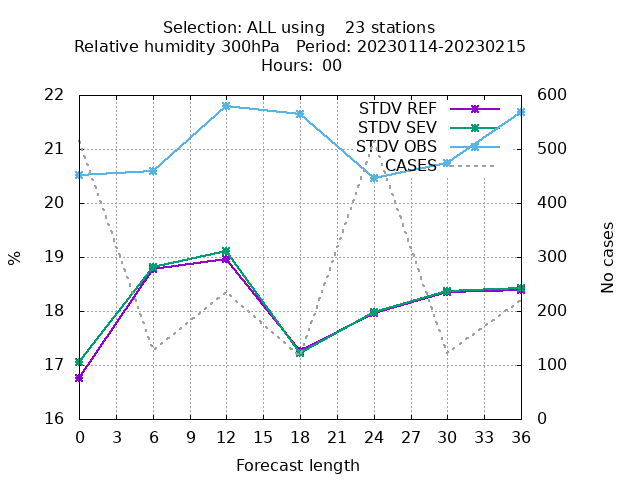 Selection: ALL using    23 stations
Relative humidity 300hPa   Period: 20230114-20230215
Hours: 00
STDV REF
STDV SEV
STDV OBS
CASES
22
21
20
19
18
17
16
%
600
500
400
300
200
100
0
No cases
0 3 6 9 12 15 18 21 24 27 30 33 36
Forecast length